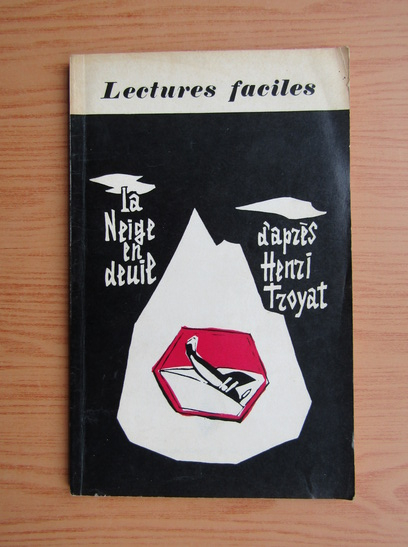 Lectures faciles
la
Neige
en
deuil
d'après
Henri
Troyat